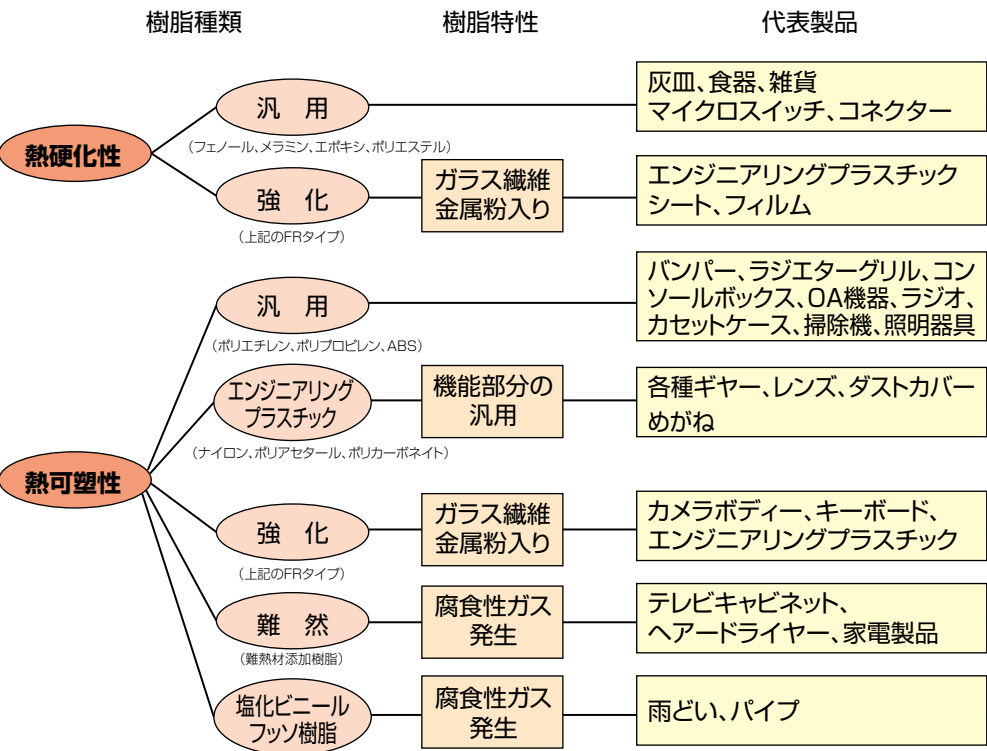 樹脂種類 樹脂特性 代表製品
熱硬化性
汎 用
(フェノール、メラミン、エポキシ、ポリエステル)
灰皿、食器、雑貨
マイクロスイッチ、コネクター
強 化
(上記のFRタイプ)
ガラス繊維
金属粉入り
エンジニアリングプラスチック
シート、フィルム
熱可塑性
汎 用
(ポリエチレン、ポリプロピレン、ABS)
バンパー、ラジエターグリル、コン
ソールボックス、OA機器、ラジオ、
カセットケース、掃除機、照明器具
エンジニアリング
プラスチック
(ナイロン、ポリアセタール、ポリカーボネイト)
機能部分の
汎用
各種ギヤー、レンズ、ダストカバー
めがね
強 化
(上記のFRタイプ)
ガラス繊維
金属粉入り
カメラボディー、キーボード、
エンジニアリングプラスチック
難 然
(難熱材添加樹脂)
腐食性ガス
発生
テレビキャビネット、
ヘアードライヤー、家電製品
塩化ビニール
フッソ樹脂
腐食性ガス
発生
雨どい、パイプ